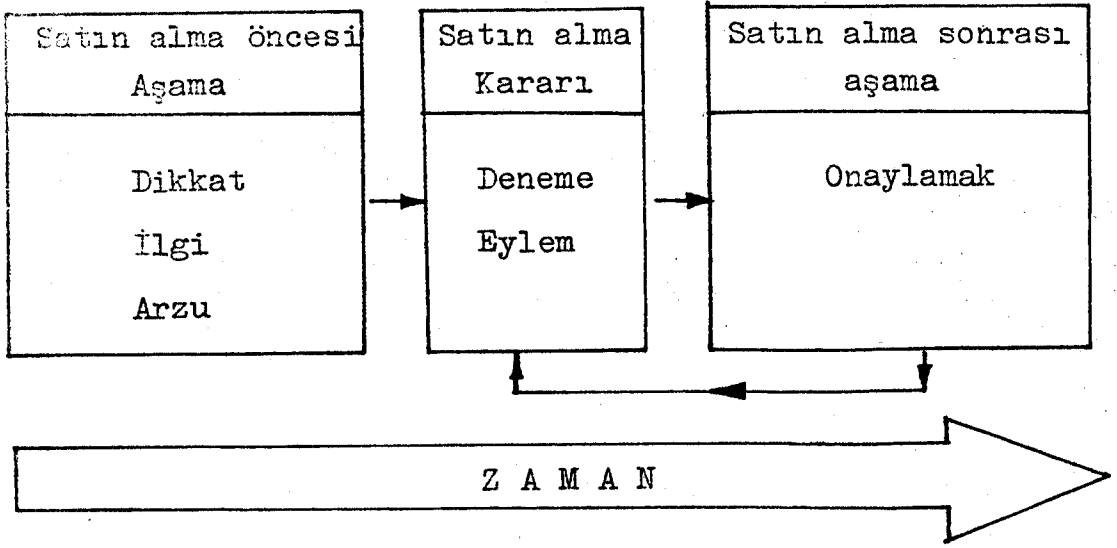 Satın alma öncesi
Aşama
Dikkat
İlgi
Arzu
Satın alma
Kararı
Deneme
Eylem
Satın alma sonrası
aşama
Onaylamak
Z A M A N